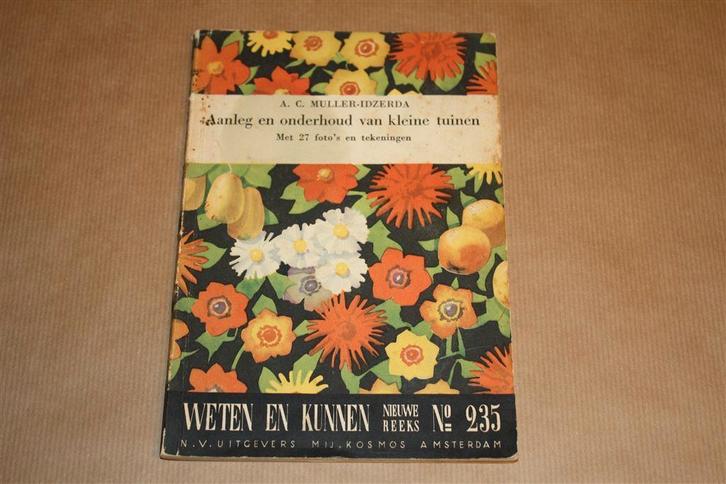 A. C. MULLER-IDZERDA
Aanleg en onderhoud van kleine tuinen
Met 27 foto's en tekeningen
WETEN EN KUNNEN NIEUWE REEKS No 235
N.V. UITGEVERS MIJ. KOSMOS AMSTERDAM